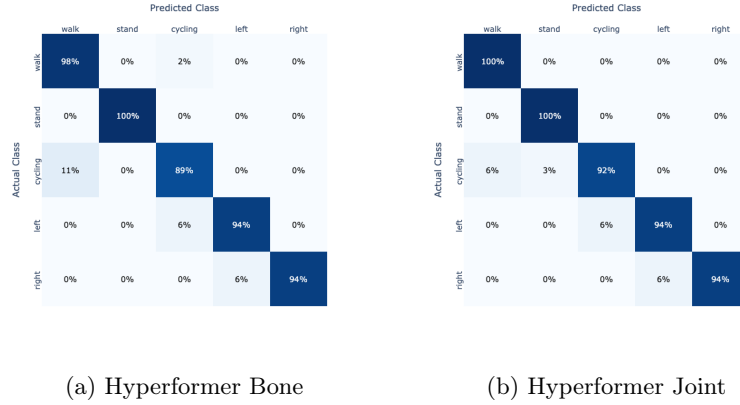 Predicted Class
walk stand cycling left right
walk 98% 0% 2% 0% 0%
stand 0% 100% 0% 0% 0%
cycling 11% 0% 89% 0% 0%
left 0% 0% 6% 94% 0%
right 0% 0% 0% 6% 94%
Actual Class
(a) Hyperformer Bone
Predicted Class
walk stand cycling left right
walk 100% 0% 0% 0% 0%
stand 0% 100% 0% 0% 0%
cycling 6% 3% 92% 0% 0%
left 0% 0% 6% 94% 0%
right 0% 0% 0% 6% 94%
Actual Class
(b) Hyperformer Joint